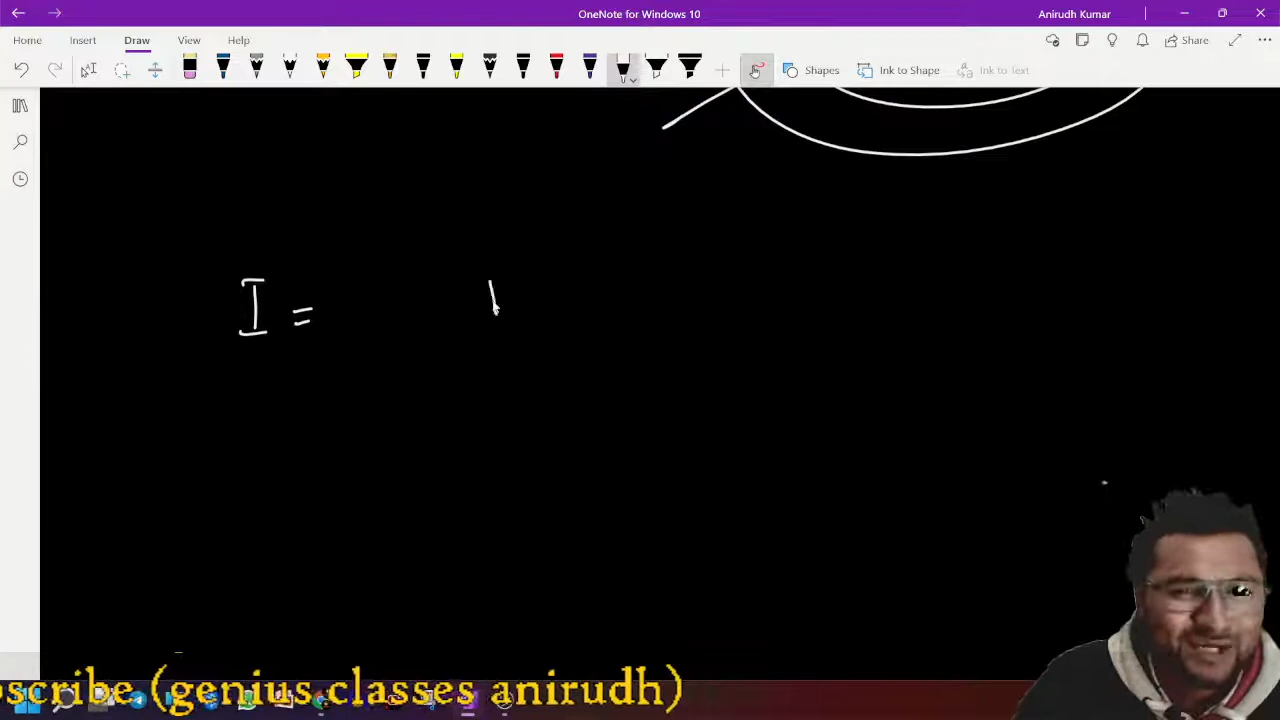 OneNote for Windows 10
Anirudh Kumar
Home Insert Draw View Help
Share
Shapes Ink to Shape Ink to Text
I =
scribe (genius classes anirudh)